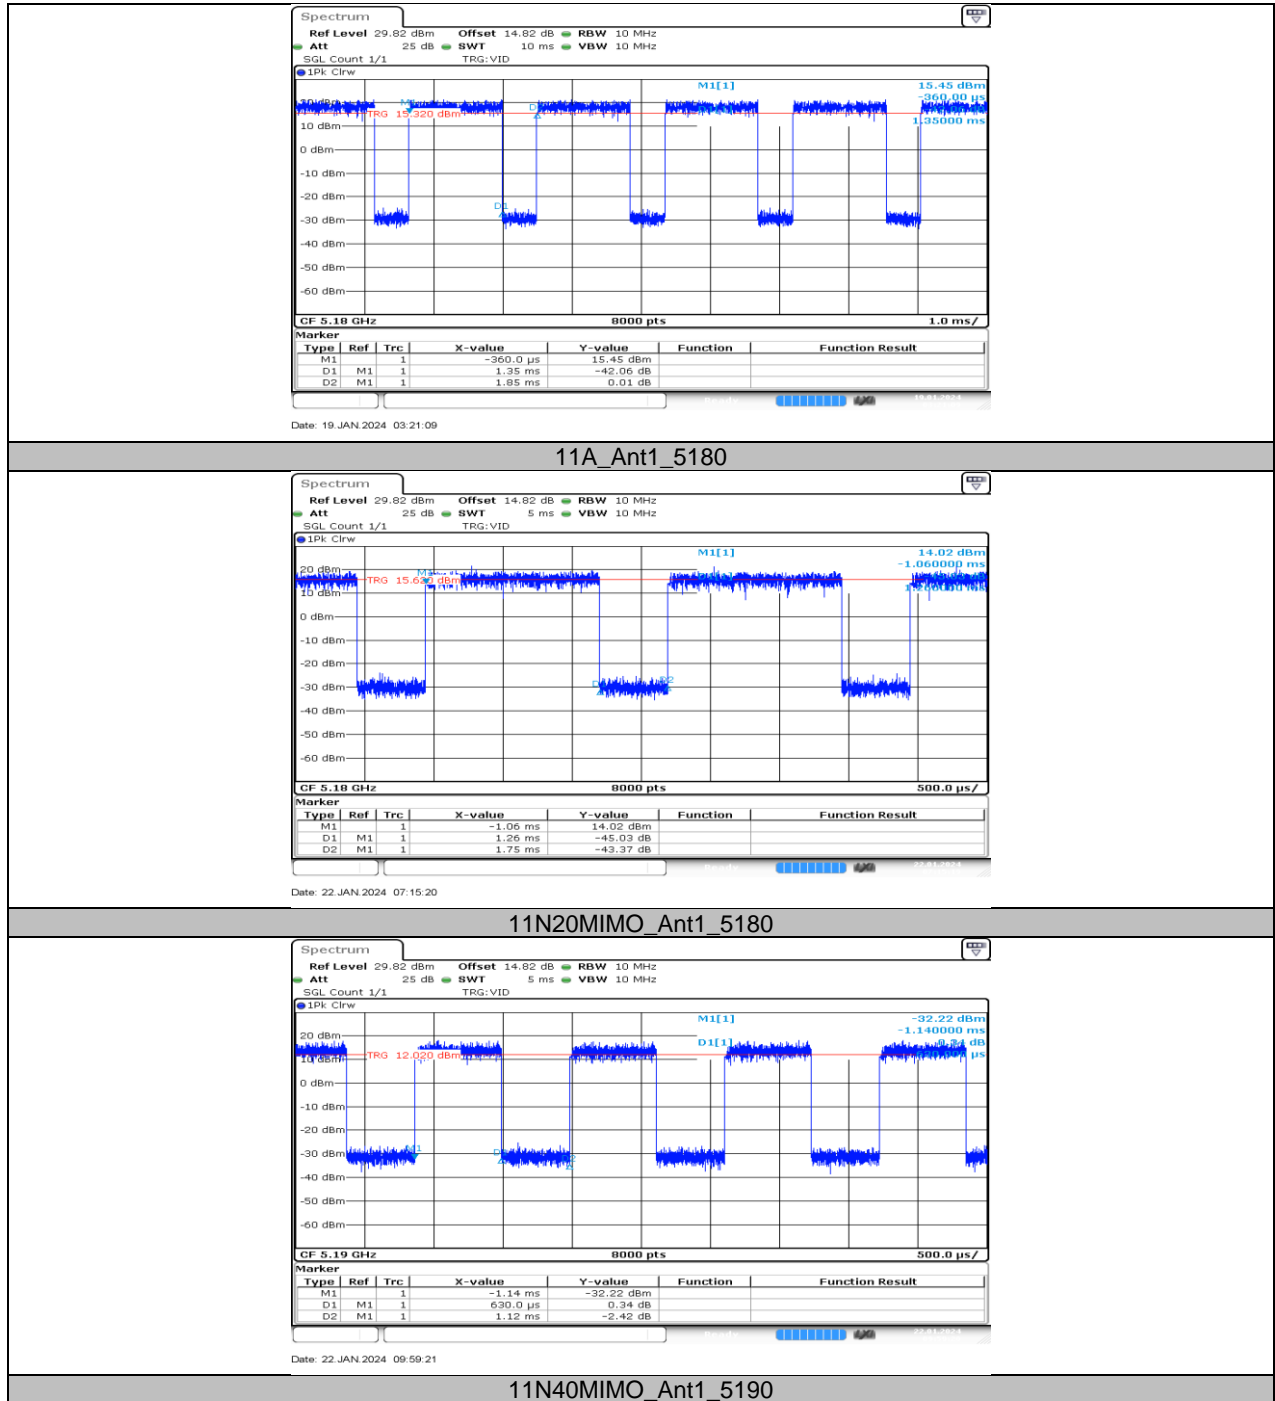 Spectrum
Ref Level 29.82 dBm Offset 14.82 dB RBW 10 MHz
Att 25 dB SWT 10 ms VBW 10 MHz
SGL Count 1/1 TRG:VID
1Pk Clrw
M1[1] 15.45 dBm
-360.00 µs
1.35000 ms
TRG 15.320 dBm
10 dBm
0 dBm
-10 dBm
-20 dBm
D1
-30 dBm
-40 dBm
-50 dBm
-60 dBm
CF 5.18 GHz 8000 pts 1.0 ms/
Marker
Type Ref Trc X-value Y-value Function Function Result
M1 1 -360.0 µs 15.45 dBm
D1 M1 1 1.35 ms -42.06 dB
D2 M1 1 1.85 ms 0.01 dB
Date: 19.JAN.2024 03:21:09
11A_Ant1_5180
Spectrum
Ref Level 29.82 dBm Offset 14.82 dB RBW 10 MHz
Att 25 dB SWT 5 ms VBW 10 MHz
SGL Count 1/1 TRG:VID
1Pk Clrw
M1[1] 14.02 dBm
-1.060000 ms
20 dBm
TRG 15.620 dBm
10 dBm
0 dBm
-10 dBm
-20 dBm
-30 dBm
-40 dBm
-50 dBm
-60 dBm
CF 5.18 GHz 8000 pts 500.0 µs/
Marker
Type Ref Trc X-value Y-value Function Function Result
M1 1 -1.06 ms 14.02 dBm
D1 M1 1 1.26 ms -45.03 dB
D2 M1 1 1.75 ms -43.37 dB
Date: 22.JAN.2024 07:15:20
11N20MIMO_Ant1_5180
Spectrum
Ref Level 29.82 dBm Offset 14.82 dB RBW 10 MHz
Att 25 dB SWT 5 ms VBW 10 MHz
SGL Count 1/1 TRG:VID
1Pk Clrw
M1[1] -32.22 dBm
-1.140000 ms
20 dBm
D1[1] 0.34 dB
TRG 12.020 dBm
10 dBm
0 dBm
-10 dBm
-20 dBm
M1
-30 dBm
-40 dBm
-50 dBm
-60 dBm
CF 5.19 GHz 8000 pts 500.0 µs/
Marker
Type Ref Trc X-value Y-value Function Function Result
M1 1 -1.14 ms -32.22 dBm
D1 M1 1 630.0 µs 0.34 dB
D2 M1 1 1.12 ms -2.42 dB
Date: 22.JAN.2024 09:59:21
11N40MIMO_Ant1_5190